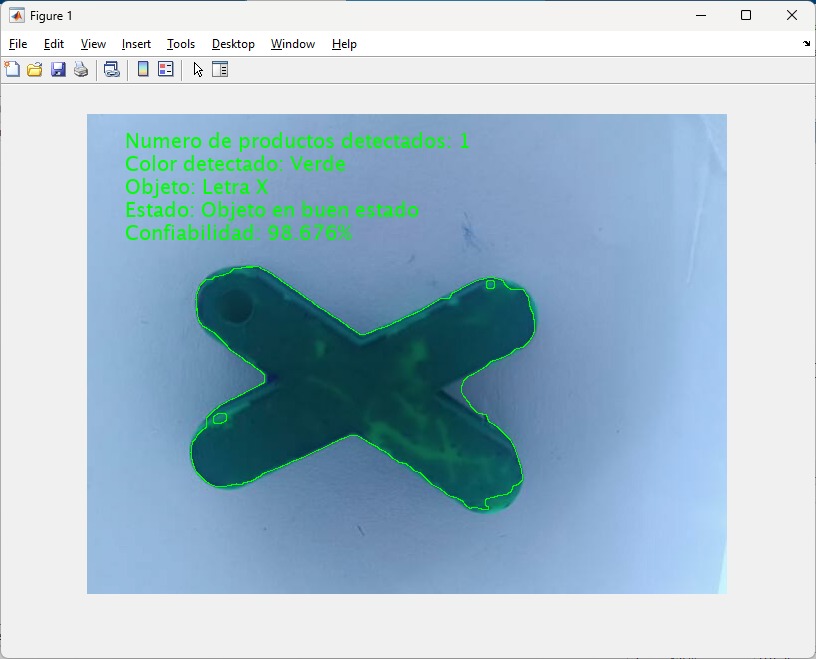 Figure 1
File Edit View Insert Tools Desktop Window Help
Numero de productos detectados: 1
Color detectado: Verde
Objeto: Letra X
Estado: Objeto en buen estado
Confiabilidad: 98.678%